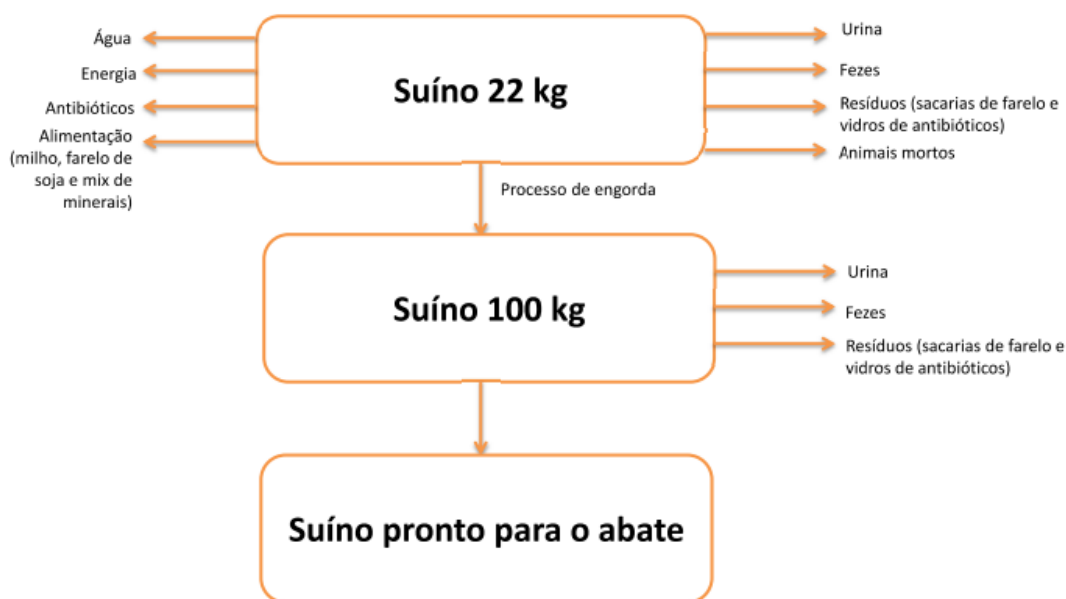 Água
Energia
Antibióticos
Alimentação
(milho, farelo de
soja e mix de
minerais)
Suíno 22 kg
Urina
Fezes
Resíduos (sacarias de farelo e
vidros de antibióticos)
Animais mortos
Processo de engorda
Suíno 100 kg
Urina
Fezes
Resíduos (sacarias de farelo e
vidros de antibióticos)
Suíno pronto para o abate